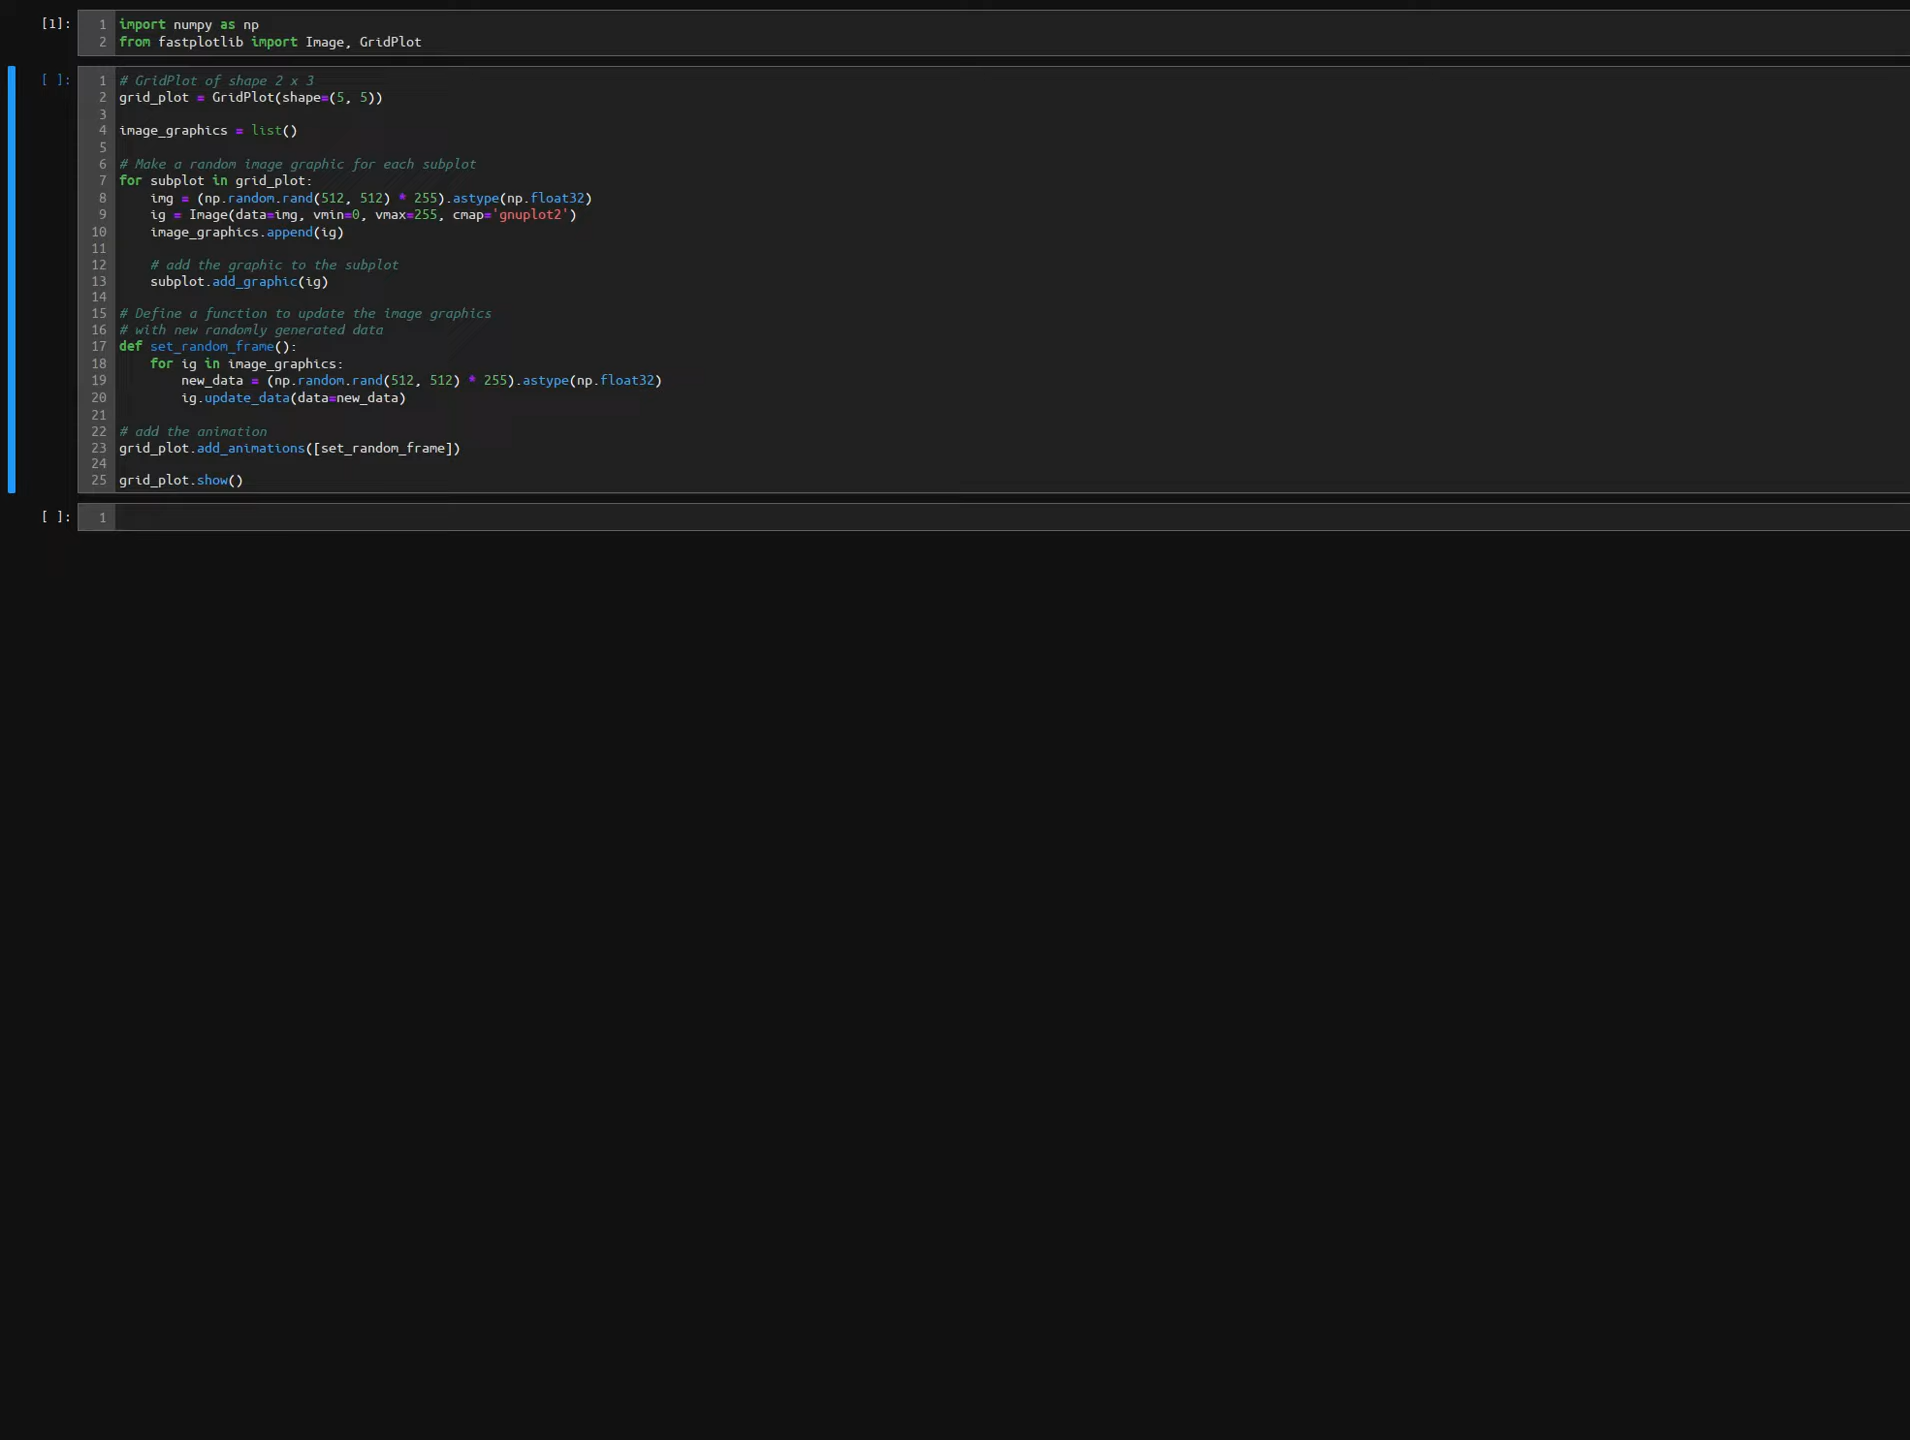 [1]:
1 import numpy as np
2 from fastplotlib import Image, GridPlot
[ ]:
1 # GridPlot of shape 2 x 3
2 grid_plot = GridPlot(shape=(5, 5))
3
4 image_graphics = list()
5
6 # Make a random image graphic for each subplot
7 for subplot in grid_plot:
8     img = (np.random.rand(512, 512) * 255).astype(np.float32)
9     ig = Image(data=img, vmin=0, vmax=255, cmap='gnuplot2')
10     image_graphics.append(ig)
11
12     # add the graphic to the subplot
13     subplot.add_graphic(ig)
14
15 # Define a function to update the image graphics
16 # with new randomly generated data
17 def set_random_frame():
18     for ig in image_graphics:
19         new_data = (np.random.rand(512, 512) * 255).astype(np.float32)
20         ig.update_data(data=new_data)
21
22 # add the animation
23 grid_plot.add_animations([set_random_frame])
24
25 grid_plot.show()
[ ]:
1